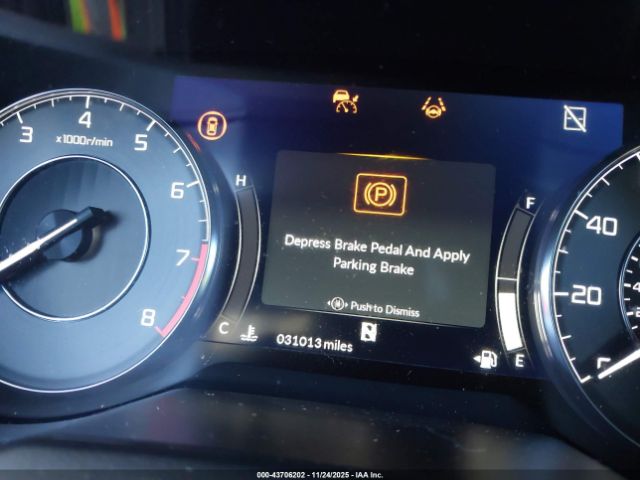 3 4 5 6 7 8
x1000r/min
H
C
P
Depress Brake Pedal And Apply
Parking Brake
Push to Dismiss
031013 miles
F
E
40
20
000-43706202 - 11/24/2025 - IAA Inc.